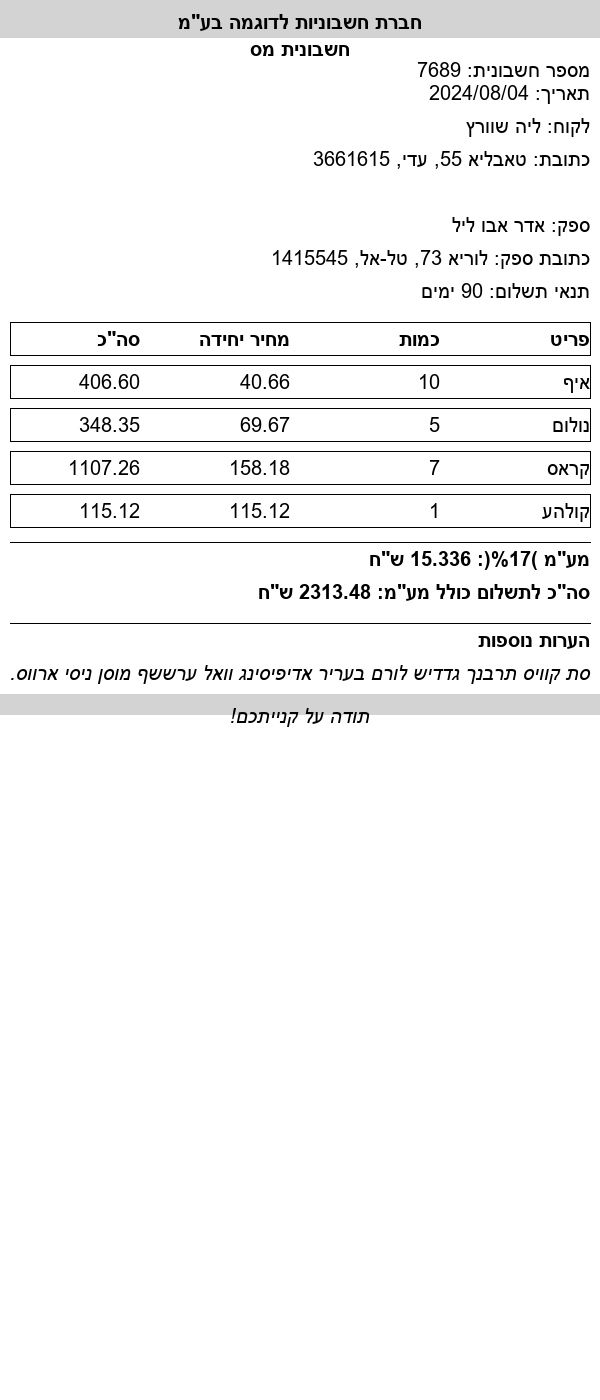 חברת חשבוניות לדוגמה בע"מ
חשבונית מס
מספר חשבונית: 7689
תאריך: 2024/08/04
לקוח: ליה שוורץ
כתובת: טאבליא 55, עדי, 3661615
ספק: אדר אבו ליל
כתובת ספק: לוריא 73, טל-אל, 1415545
תנאי תשלום: 90 ימים
פריט כמות מחיר יחידה סה"כ
איף 10 40.66 406.60
נולום 5 69.67 348.35
קראס 7 158.18 1107.26
קולהע 1 115.12 115.12
מע"מ )17%(: 15.336 ש"ח
סה"כ לתשלום כולל מע"מ: 2313.48 ש"ח
הערות נוספות
סת קוויס תרבנך גדדיש לורם בעריר אדיפיסינג וואל ערששף מוסן ניסי ארווס.
תודה על קנייתכם!